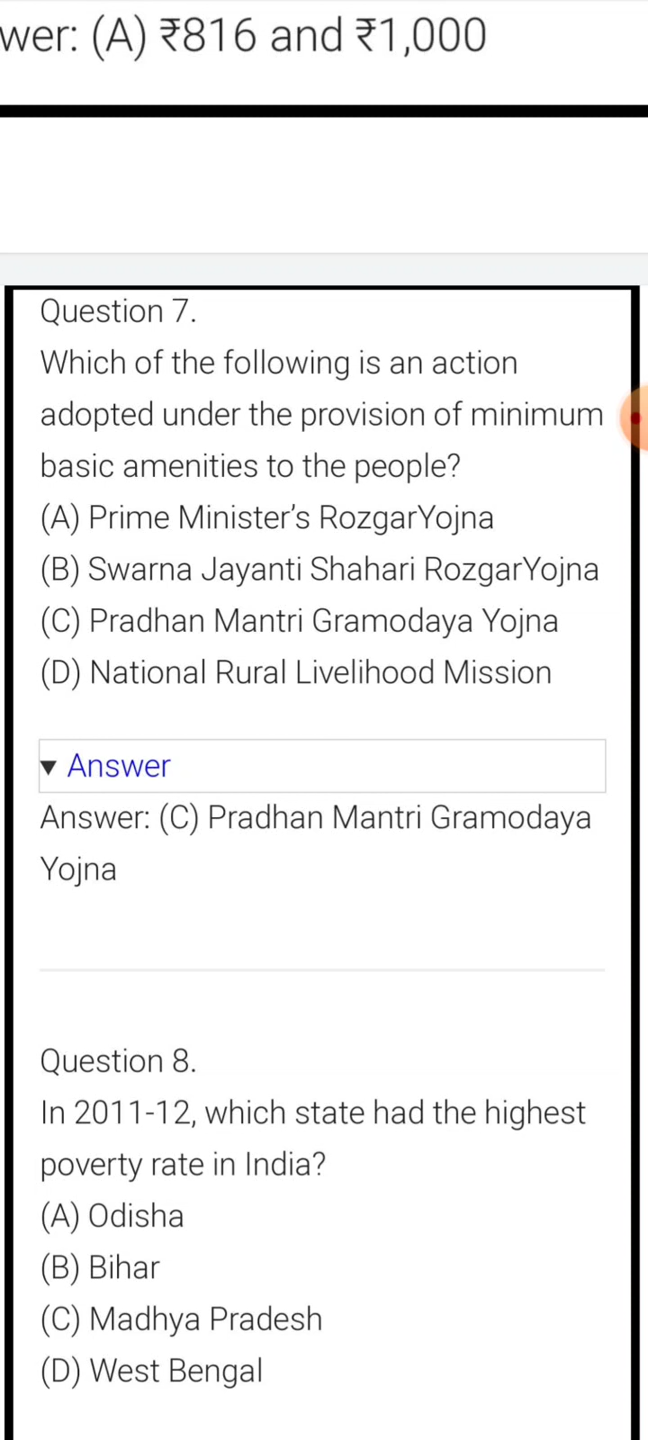 wer: (A) ₹816 and ₹1,000
Question 7.
Which of the following is an action
adopted under the provision of minimum
basic amenities to the people?
(A) Prime Minister's RozgarYojna
(B) Swarna Jayanti Shahari RozgarYojna
(C) Pradhan Mantri Gramodaya Yojna
(D) National Rural Livelihood Mission
▼ Answer
Answer: (C) Pradhan Mantri Gramodaya
Yojna
Question 8.
In 2011-12, which state had the highest
poverty rate in India?
(A) Odisha
(B) Bihar
(C) Madhya Pradesh
(D) West Bengal